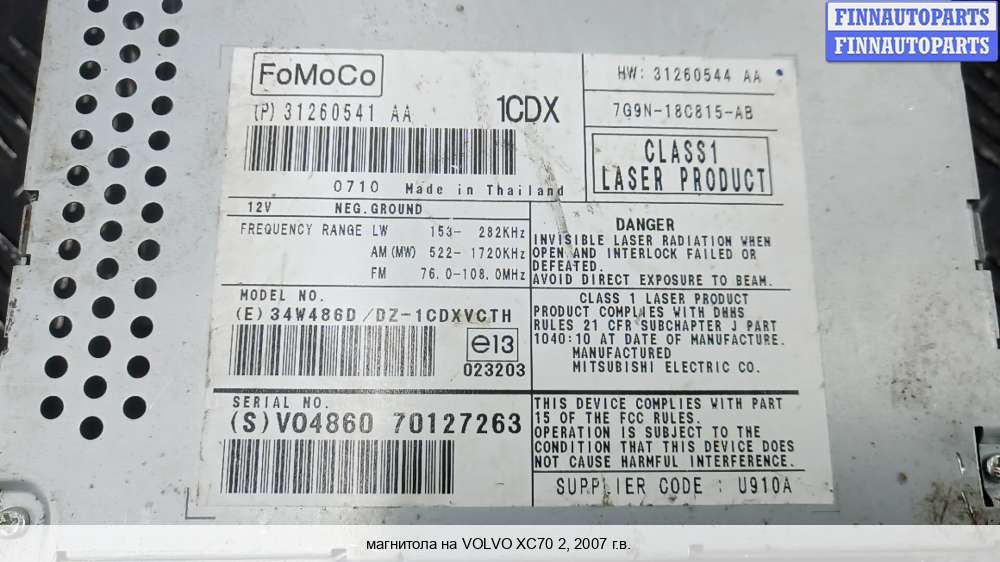 FINNAUTOPARTS
FINNAUTOPARTS
FoMoCo
(P) 31260541 AA
1CDX
HW: 31260544 AA
7G9N-18C815-AB
CLASS1
LASER PRODUCT
0710 Made in Thailand
12V NEG.GROUND
FREQUENCY RANGE LW 153- 282KHz
AM(MW) 522-1720KHz
FM 76.0-108.0MHz
DANGER
INVISIBLE LASER RADIATION WHEN
OPEN AND INTERLOCK FAILED OR
DEFEATED.
AVOID DIRECT EXPOSURE TO BEAM.
MODEL NO.
(E) 34W486D/DZ-1CDXVCTH
e13
023203
CLASS 1 LASER PRODUCT
PRODUCT COMPLIES WITH DHHS
RULES 21 CFR SUBCHAPTER J PART
1040:10 AT DATE OF MANUFACTURE.
MANUFACTURED
MITSUBISHI ELECTRIC CO.
SERIAL NO.
(S)V04860 70127263
THIS DEVICE COMPLIES WITH PART
15 OF THE FCC RULES.
OPERATION IS SUBJECT TO THE
CONDITION THAT THIS DEVICE DOES
NOT CAUSE HARMFUL INTERFERENCE.
SUPPLIER CODE : U910A
магнитола на VOLVO XC70 2, 2007 г.в.